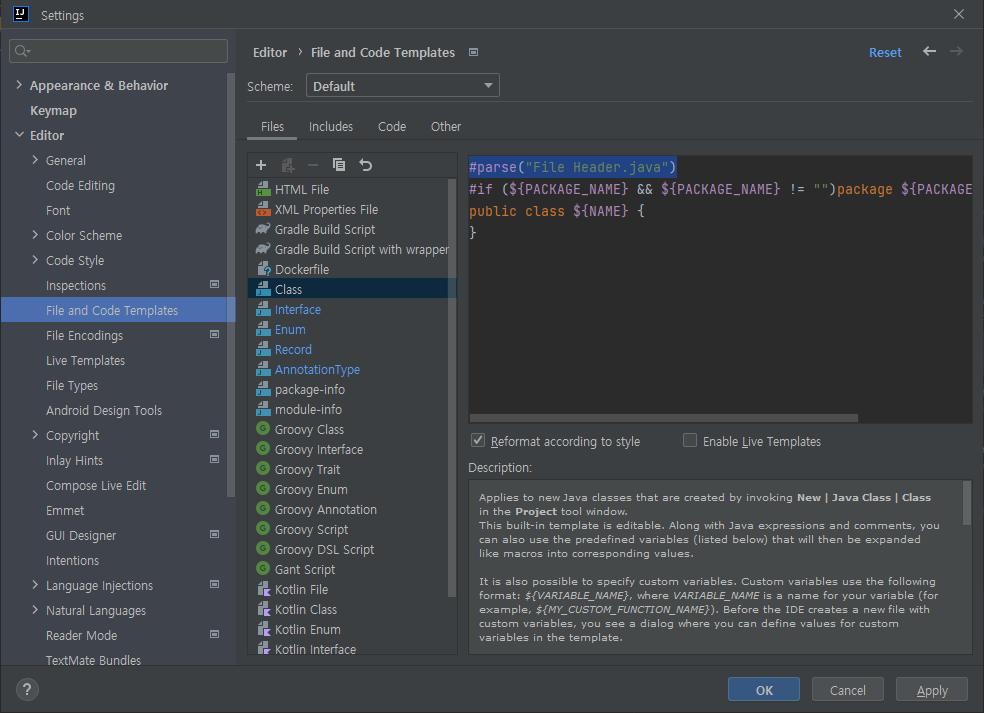 Settings
Appearance & Behavior
Keymap
Editor
General
Code Editing
Font
Color Scheme
Code Style
Inspections
File and Code Templates
File Encodings
Live Templates
File Types
Android Design Tools
Copyright
Inlay Hints
Compose Live Edit
Emmet
GUI Designer
Intentions
Language Injections
Natural Languages
Reader Mode
TextMate Bundles
Editor › File and Code Templates
Reset
Scheme: Default
Files Includes Code Other
HTML File
XML Properties File
Gradle Build Script
Gradle Build Script with wrapper
Dockerfile
Class
Interface
Enum
Record
AnnotationType
package-info
module-info
Groovy Class
Groovy Interface
Groovy Trait
Groovy Enum
Groovy Annotation
Groovy Script
Groovy DSL Script
Gant Script
Kotlin File
Kotlin Class
Kotlin Enum
Kotlin Interface
#parse("File Header.java")
#if (${PACKAGE_NAME} && ${PACKAGE_NAME} != "")package ${PACKAGE
public class ${NAME} {
}
Reformat according to style Enable Live Templates
Description:
Applies to new Java classes that are created by invoking New | Java Class | Class
in the Project tool window.
This built-in template is editable. Along with Java expressions and comments, you
can also use the predefined variables (listed below) that will then be expanded
like macros into corresponding values.
It is also possible to specify custom variables. Custom variables use the following
format: ${VARIABLE_NAME}, where VARIABLE_NAME is a name for your variable (for
example, ${MY_CUSTOM_FUNCTION_NAME}). Before the IDE creates a new file with
custom variables, you see a dialog where you can define values for custom
variables in the template.
? OK Cancel Apply